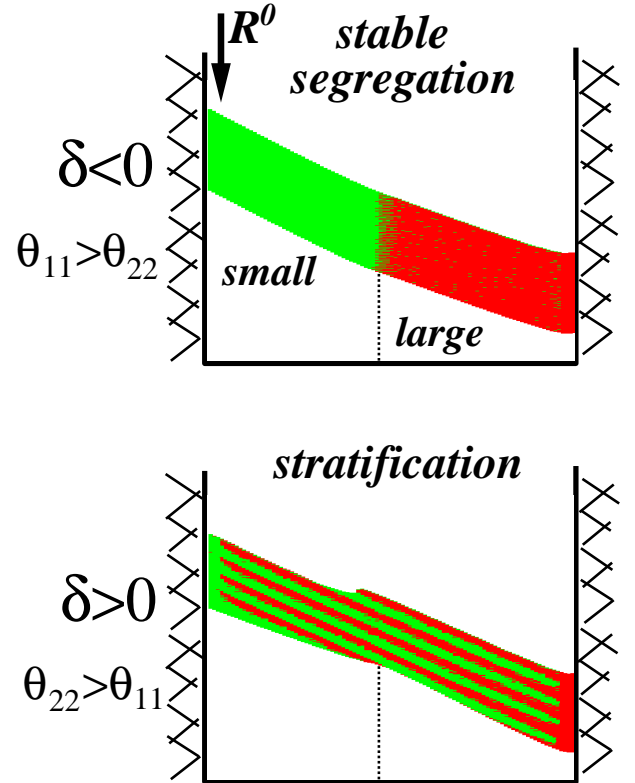 R⁰
stable
segregation
δ<0
θ₁₁>θ₂₂
small
large
stratification
δ>0
θ₂₂>θ₁₁